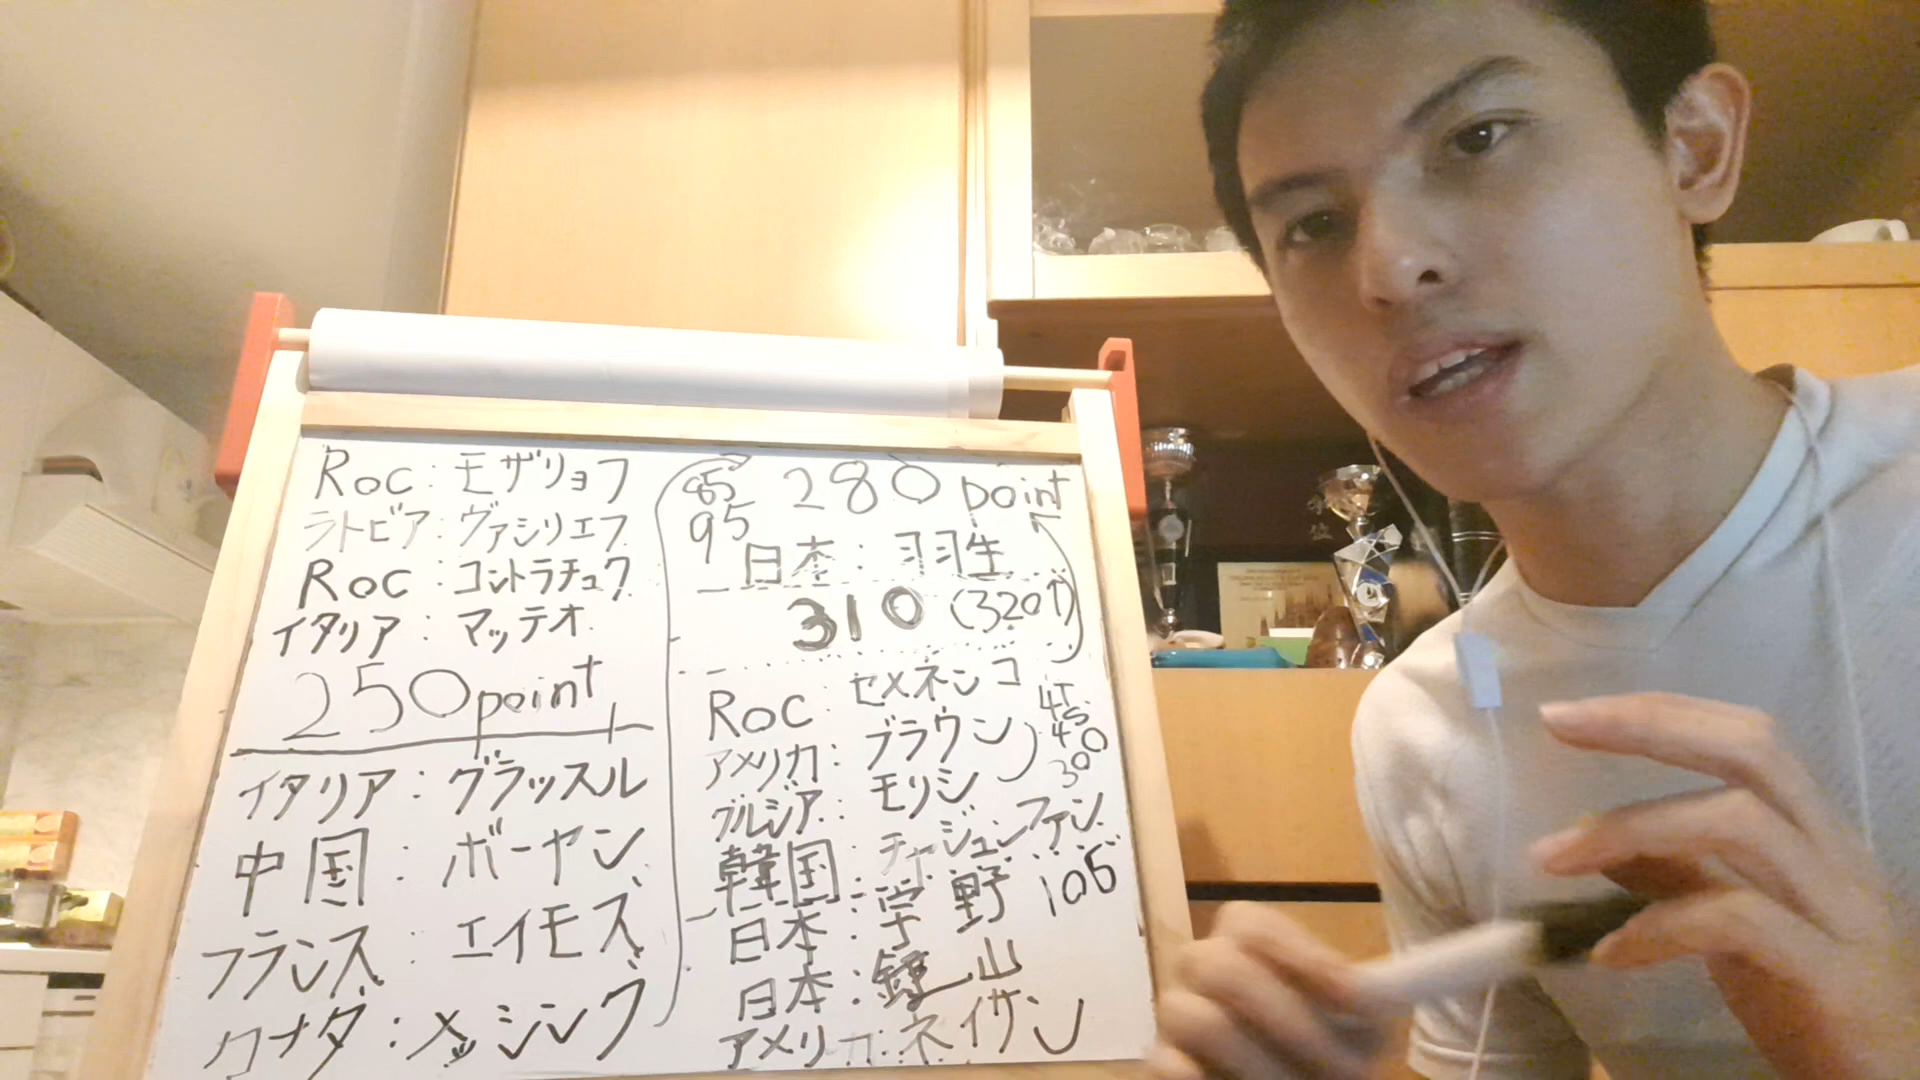 Roc：モザリョフ
ラトビア：ヴァシリエフ
Roc：コントラチュク
イタリア：マッテオ
250point
イタリア：グラッスル
中国：ボーヤン
フランス：エイモズ
カナダ：メッシング
85 280 point
95
日本：羽生
310 (320↑)
Roc：セメネンコ
アメリカ：ブラウン
45
40
グルジア：モリシ
300
韓国：チャジュンファン
日本：宇野 105
日本：鍵山
アメリカ：ネイサン